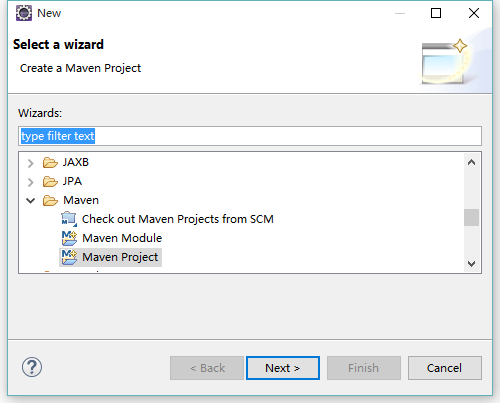 New
Select a wizard
Create a Maven Project
Wizards:
type filter text
JAXB
JPA
Maven
Check out Maven Projects from SCM
Maven Module
Maven Project
< Back
Next >
Finish
Cancel